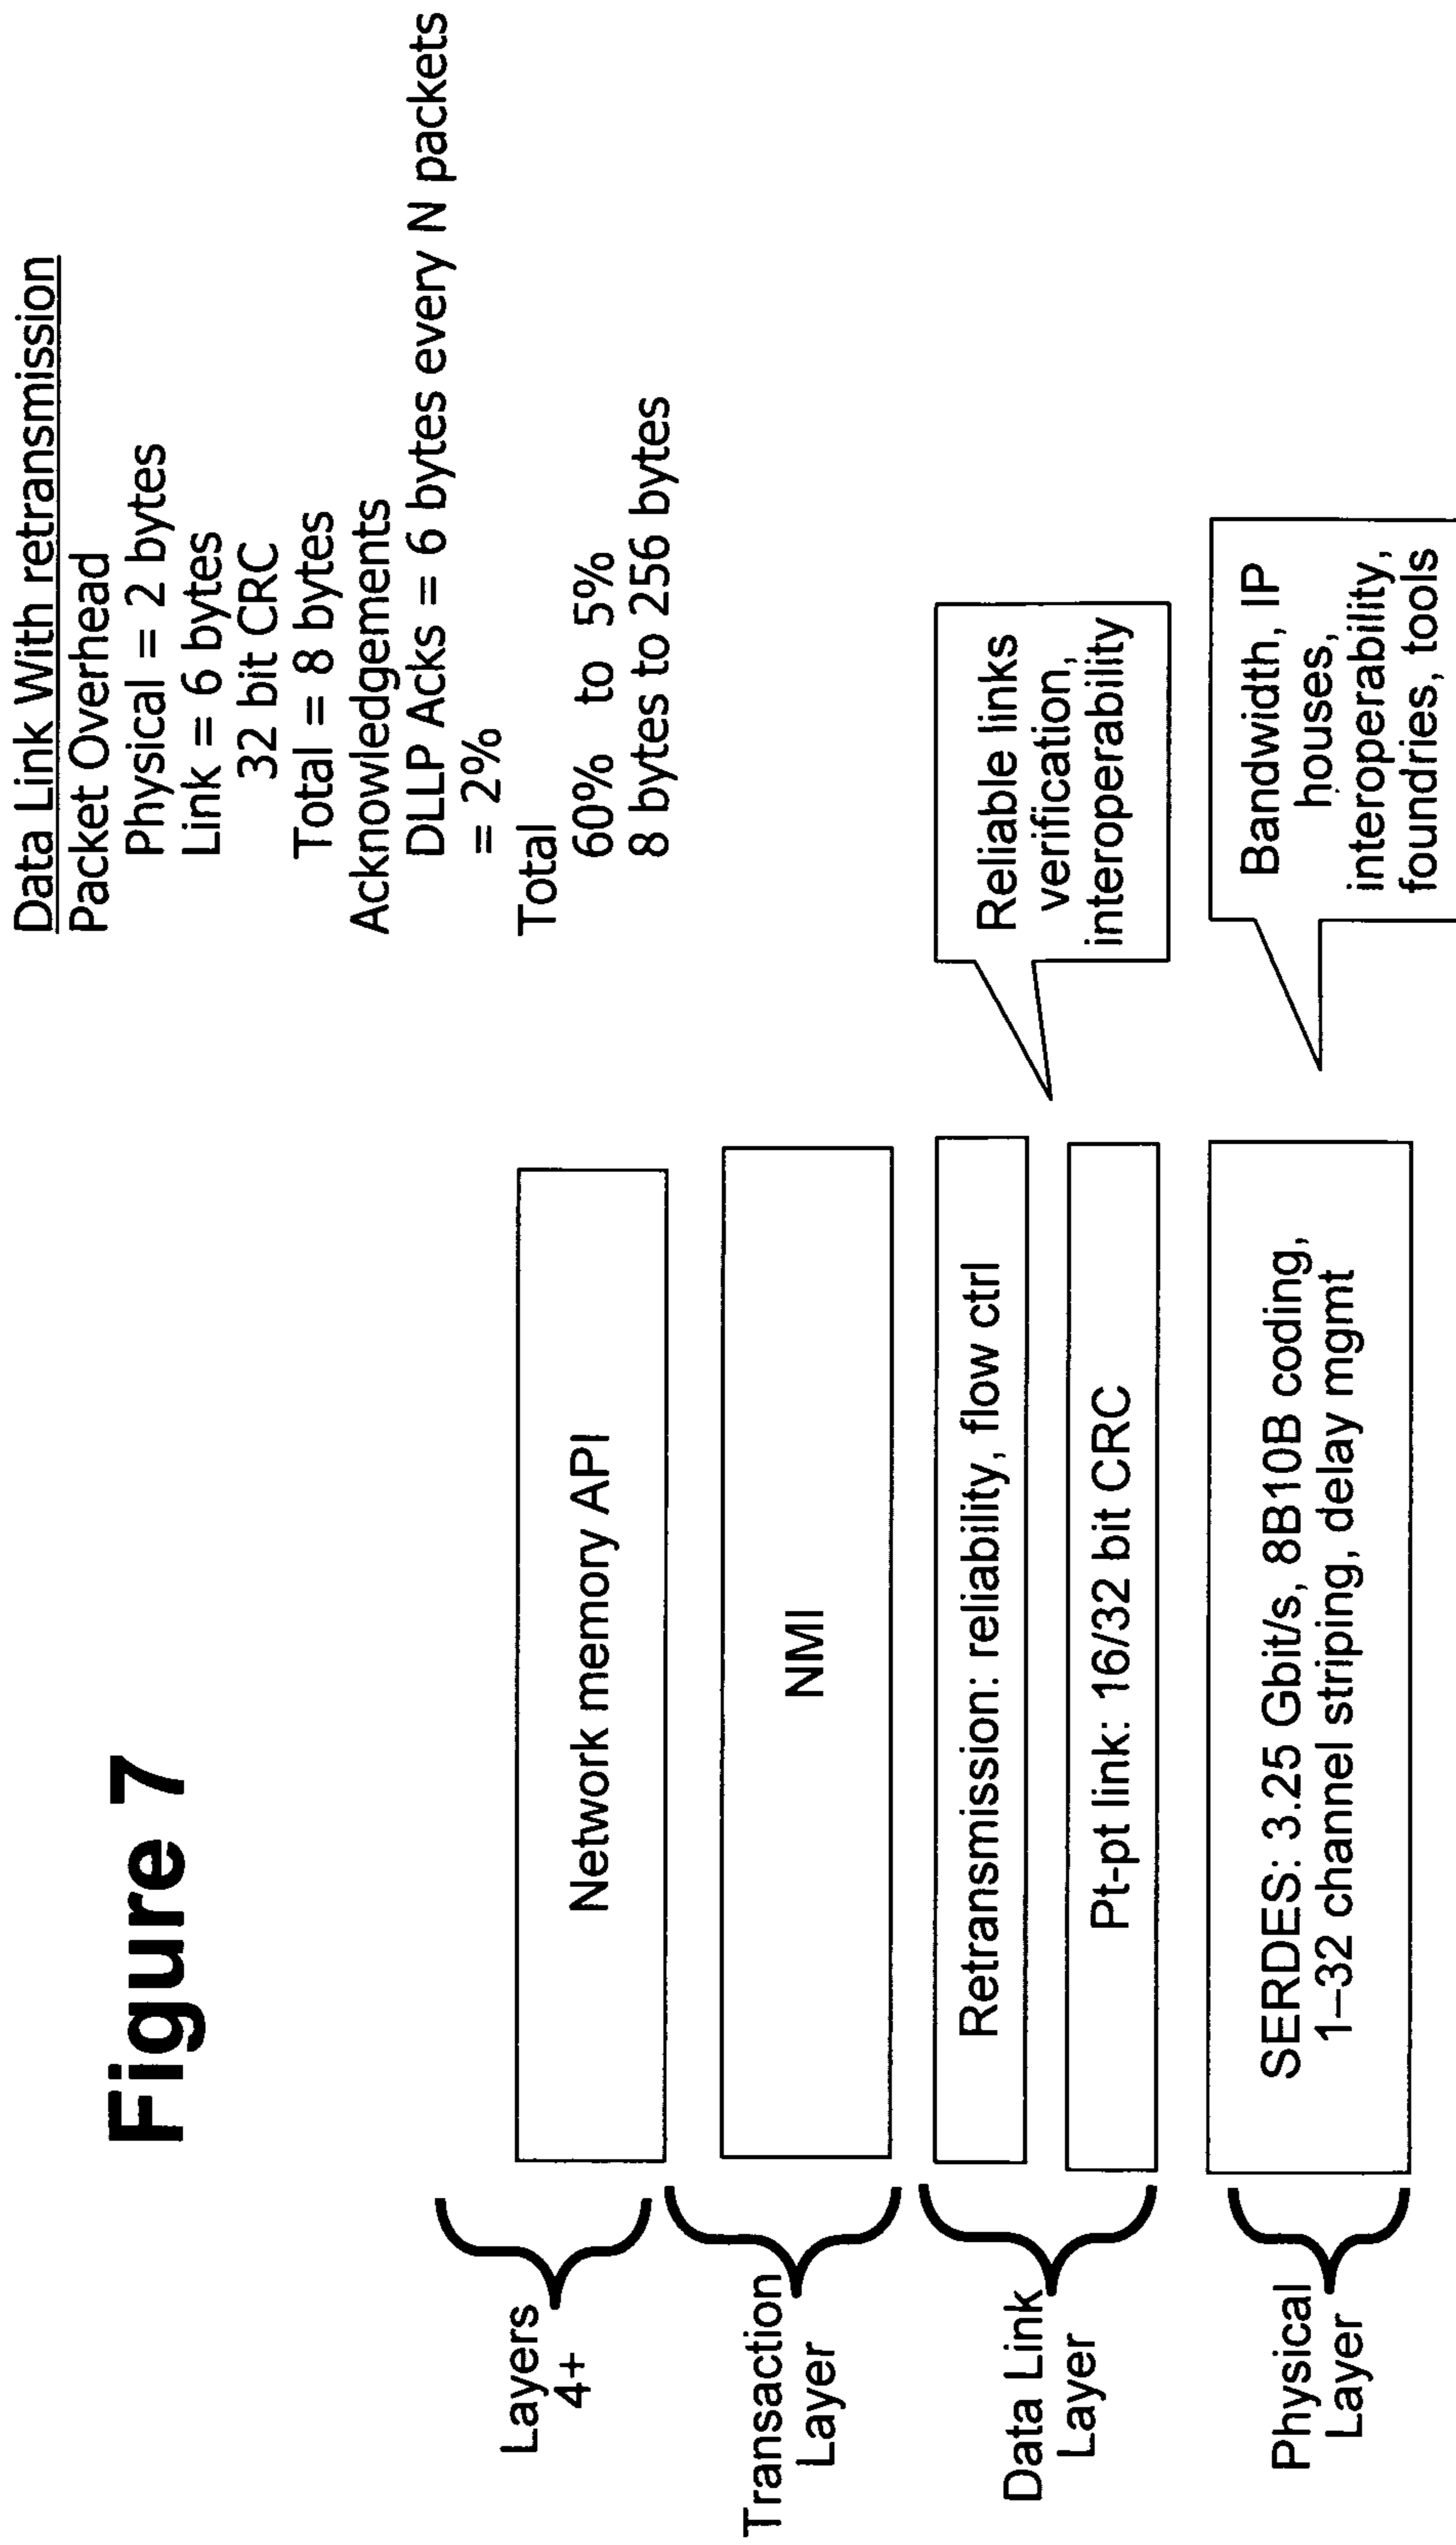 Figure 7
Data Link With retransmission
Packet Overhead
Physical = 2 bytes
Link = 6 bytes
32 bit CRC
Total = 8 bytes
Acknowledgements
DLLP Acks = 6 bytes every N packets
= 2%
Total
60% to 5%
8 bytes to 256 bytes
Layers
4+
Network memory API
Transaction
Layer
NMI
Data Link
Layer
Retransmission: reliability, flow ctrl
Pt-pt link: 16/32 bit CRC
Reliable links
verification,
interoperability
Physical
Layer
SERDES: 3.25 Gbit/s, 8B10B coding,
1–32 channel striping, delay mgmt
Bandwidth, IP
houses,
interoperability,
foundries, tools